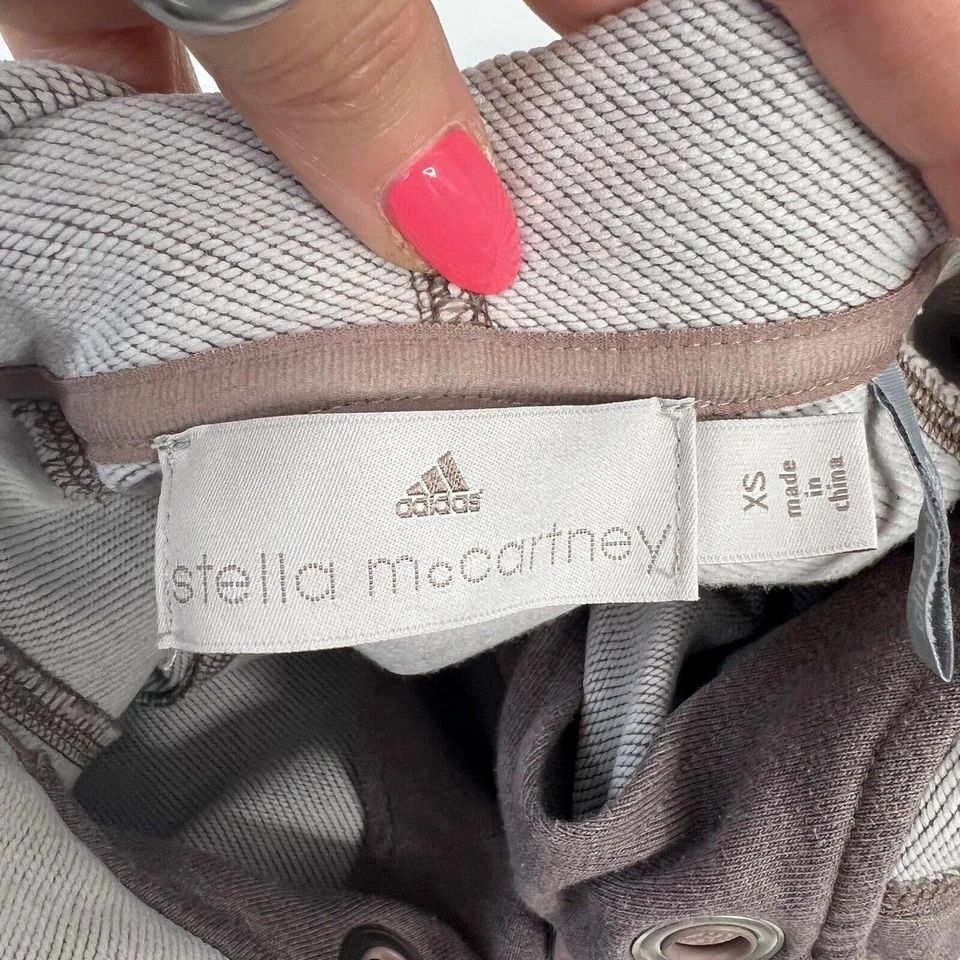 adidas
stella mccartney
XS
made
in
china